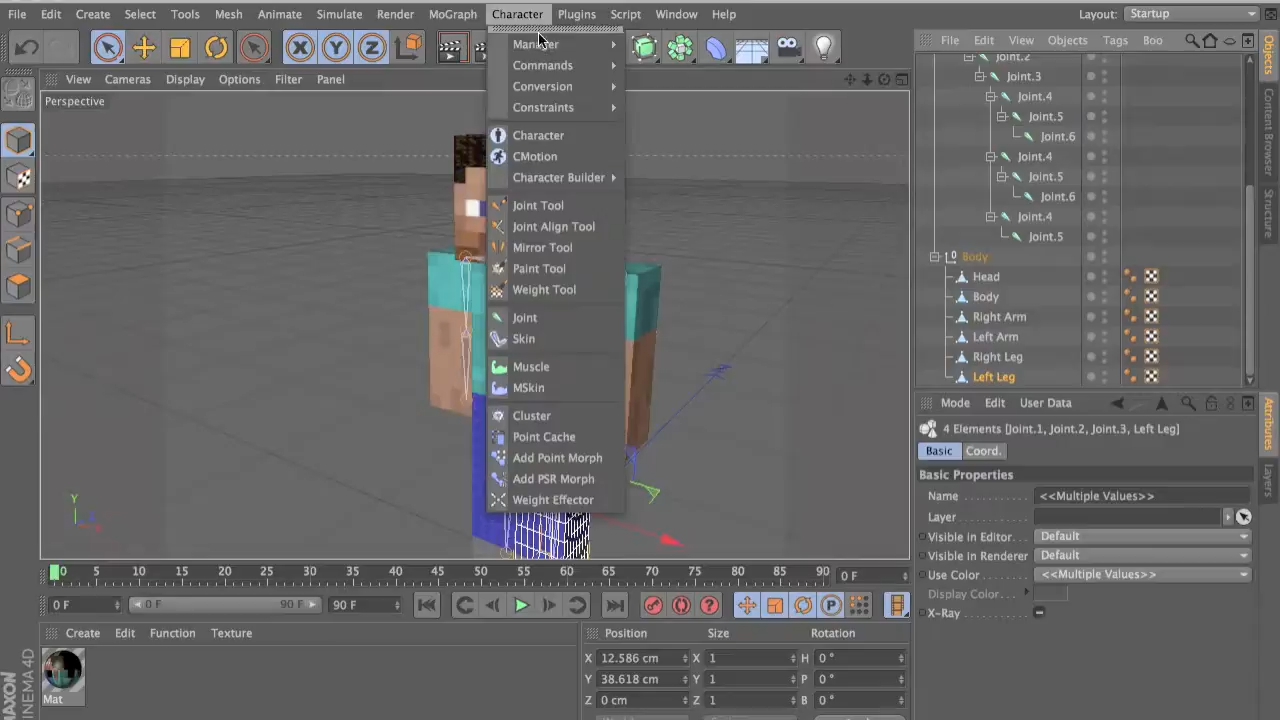 File Edit Create Select Tools Mesh Animate Simulate Render MoGraph Character Plugins Script Window Help Layout: Startup
File Edit View Objects Tags Boo
View Cameras Display Options Filter Panel
Perspective
Manager
Commands
Conversion
Constraints
Character
CMotion
Character Builder
Joint Tool
Joint Align Tool
Mirror Tool
Paint Tool
Weight Tool
Joint
Skin
Muscle
MSkin
Cluster
Point Cache
Add Point Morph
Add PSR Morph
Weight Effector
X Y Z
Y
Joint.2
Joint.3
Joint.4
Joint.5
Joint.6
Joint.4
Joint.5
Joint.6
Joint.4
Joint.5
Body
Head
Body
Right Arm
Left Arm
Right Leg
Left Leg
Objects
Content Browser
Structure
Mode Edit User Data
4 Elements [Joint.1, Joint.2, Joint.3, Left Leg]
Basic Coord.
Basic Properties
Name <<Multiple Values>>
Layer
Visible in Editor . . . Default
Visible in Renderer Default
Use Color . . . <<Multiple Values>>
Display Color . . .
X-Ray
Attributes
Layers
0 5 10 15 20 25 30 35 40 45 50 55 60 65 70 75 80 85 90 0 F
0 F 0 F 90 F 90 F
P
Create Edit Function Texture
Mat
Position Size Rotation
X 12.586 cm X 1 H 0 °
Y 38.618 cm Y 1 P 0 °
Z 0 cm Z 1 B 0 °
MAXON
CINEMA 4D